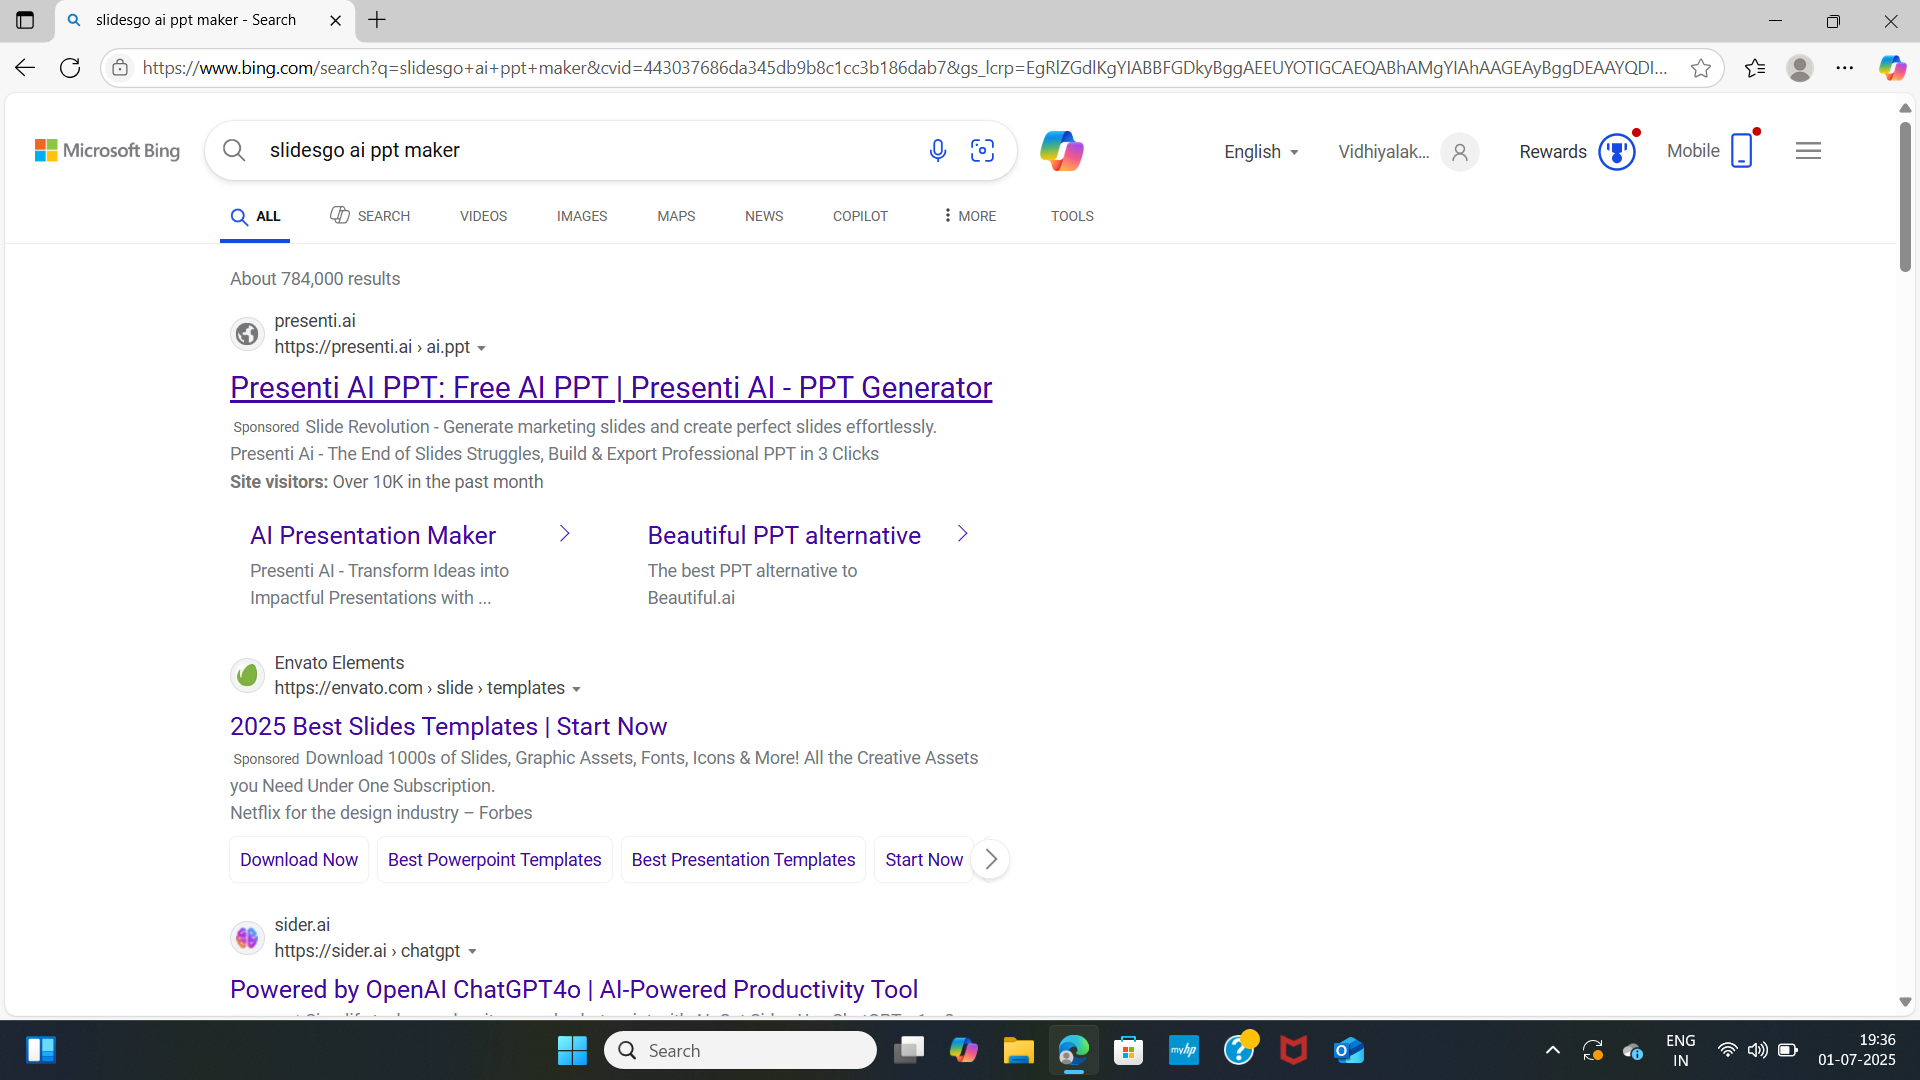 slidesgo ai ppt maker - Search
https://www.bing.com/search?q=slidesgo+ai+ppt+maker&cvid=443037686da345db9b8c1cc3b186dab7&gs_lcrp=EgRlZGdlKgYIABBFGDkyBggAEEUYOTIGCAEQABhAMgYIAhAAGEAyBggDEAAYQDI...
Microsoft Bing
slidesgo ai ppt maker
English
Vidhiyalak...
Rewards
Mobile
ALL
SEARCH
VIDEOS
IMAGES
MAPS
NEWS
COPILOT
MORE
TOOLS
About 784,000 results
presenti.ai
https://presenti.ai › ai.ppt
Presenti AI PPT: Free AI PPT | Presenti AI - PPT Generator
Sponsored Slide Revolution - Generate marketing slides and create perfect slides effortlessly.
Presenti Ai - The End of Slides Struggles, Build & Export Professional PPT in 3 Clicks
Site visitors: Over 10K in the past month
AI Presentation Maker
Presenti AI - Transform Ideas into
Impactful Presentations with ...
Beautiful PPT alternative
The best PPT alternative to
Beautiful.ai
Envato Elements
https://envato.com › slide › templates
2025 Best Slides Templates | Start Now
Sponsored Download 1000s of Slides, Graphic Assets, Fonts, Icons & More! All the Creative Assets
you Need Under One Subscription.
Netflix for the design industry – Forbes
Download Now
Best Powerpoint Templates
Best Presentation Templates
Start Now
sider.ai
https://sider.ai › chatgpt
Powered by OpenAI ChatGPT4o | AI-Powered Productivity Tool
Search
myhp
ENG
IN
19:36
01-07-2025